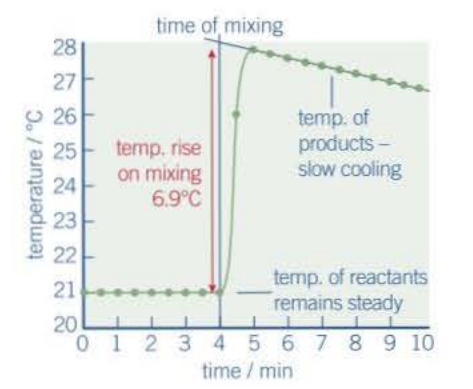 time of mixing
28
27
26
25
24
23
22
21
20
temperature / °C
temp. rise
on mixing
6.9°C
temp. of
products –
slow cooling
temp. of reactants
remains steady
0 1 2 3 4 5 6 7 8 9 10
time / min